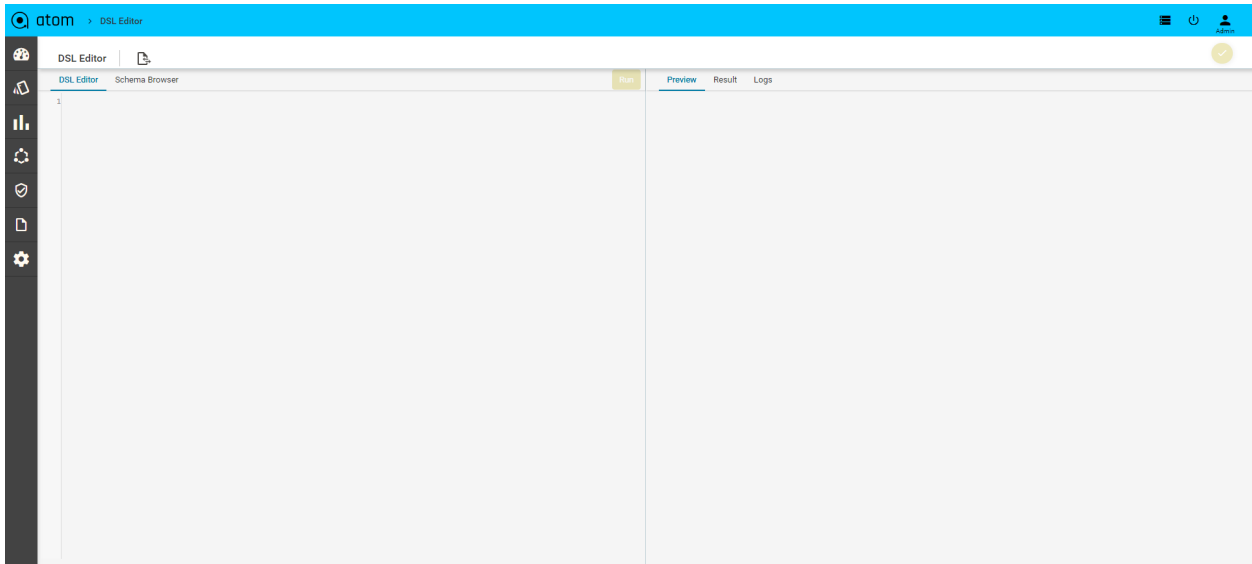 atom > DSL Editor
Admin
DSL Editor
DSL Editor Schema Browser Run
Preview Result Logs
1